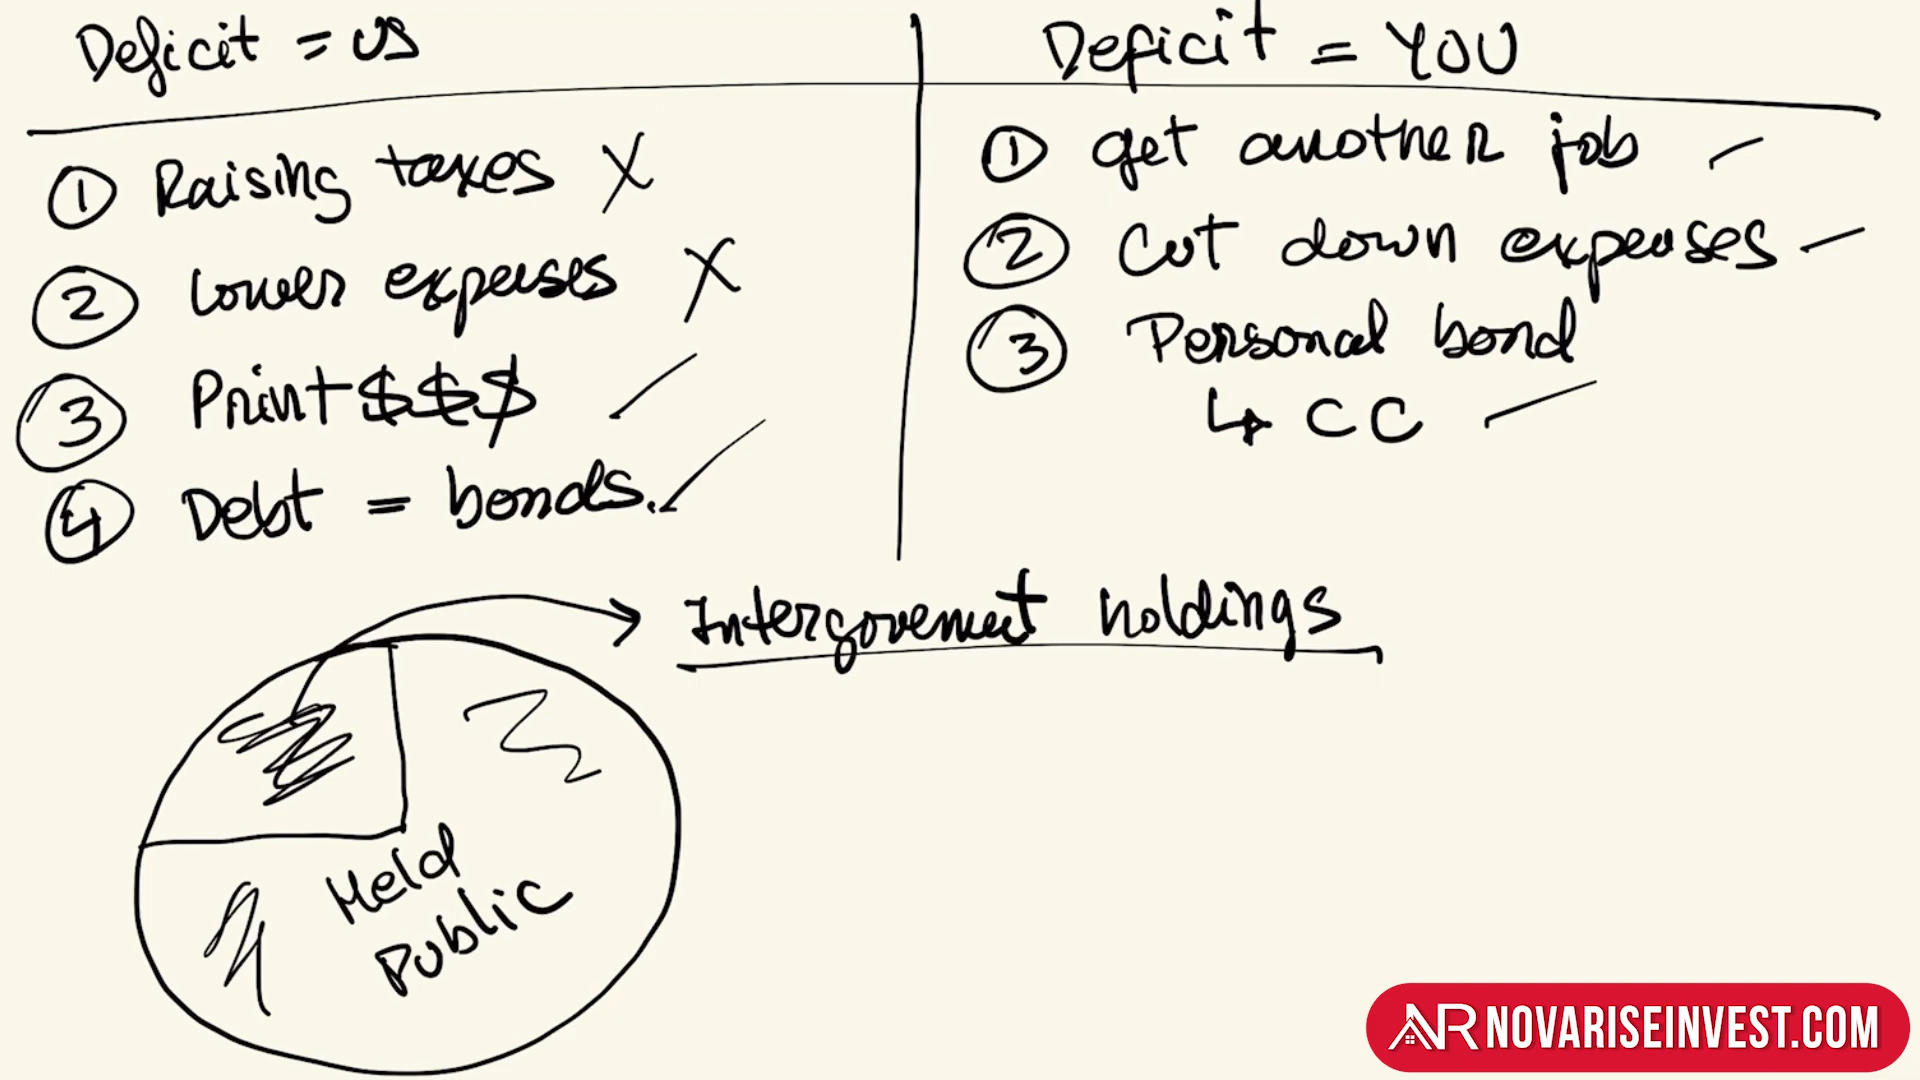 Deficit = US
① Raising taxes X
② Lower expenses X
③ Print $$$ ✓
④ Debt = bonds. ✓
Deficit = YOU
① get another job
② Cut down expenses
③ Personal bond
↳ CC
Intergovement holdings
Held
Public
AR NOVARISEINVEST.COM